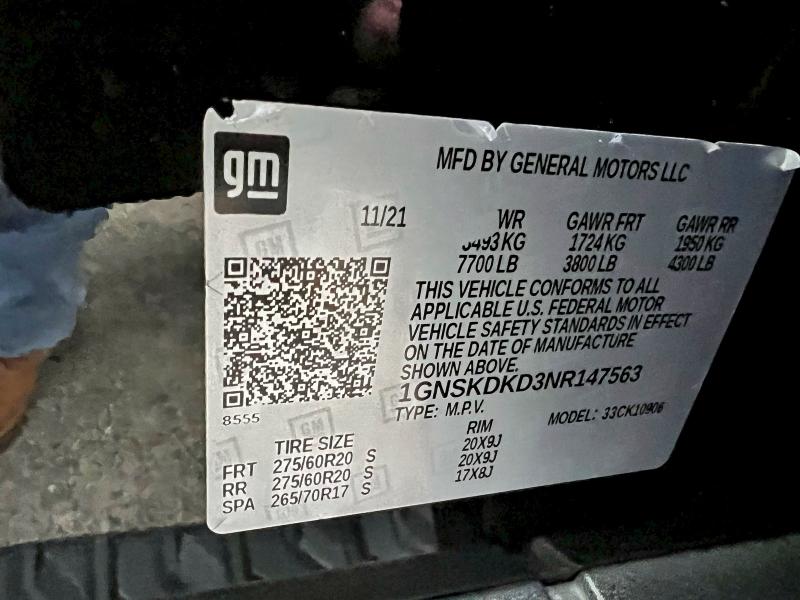 gm
MFD BY GENERAL MOTORS LLC
11/21 WR GAWR FRT GAWR RR
3493 KG 1724 KG 1950 KG
7700 LB 3800 LB 4300 LB
THIS VEHICLE CONFORMS TO ALL
APPLICABLE U.S. FEDERAL MOTOR
VEHICLE SAFETY STANDARDS IN EFFECT
ON THE DATE OF MANUFACTURE
SHOWN ABOVE.
1GNSKDKD3NR147563
TYPE: M.P.V. MODEL: 33CK10906
8555
TIRE SIZE RIM
FRT 275/60R20 S 20X9J
RR 275/60R20 S 20X9J
SPA 265/70R17 S 17X8J